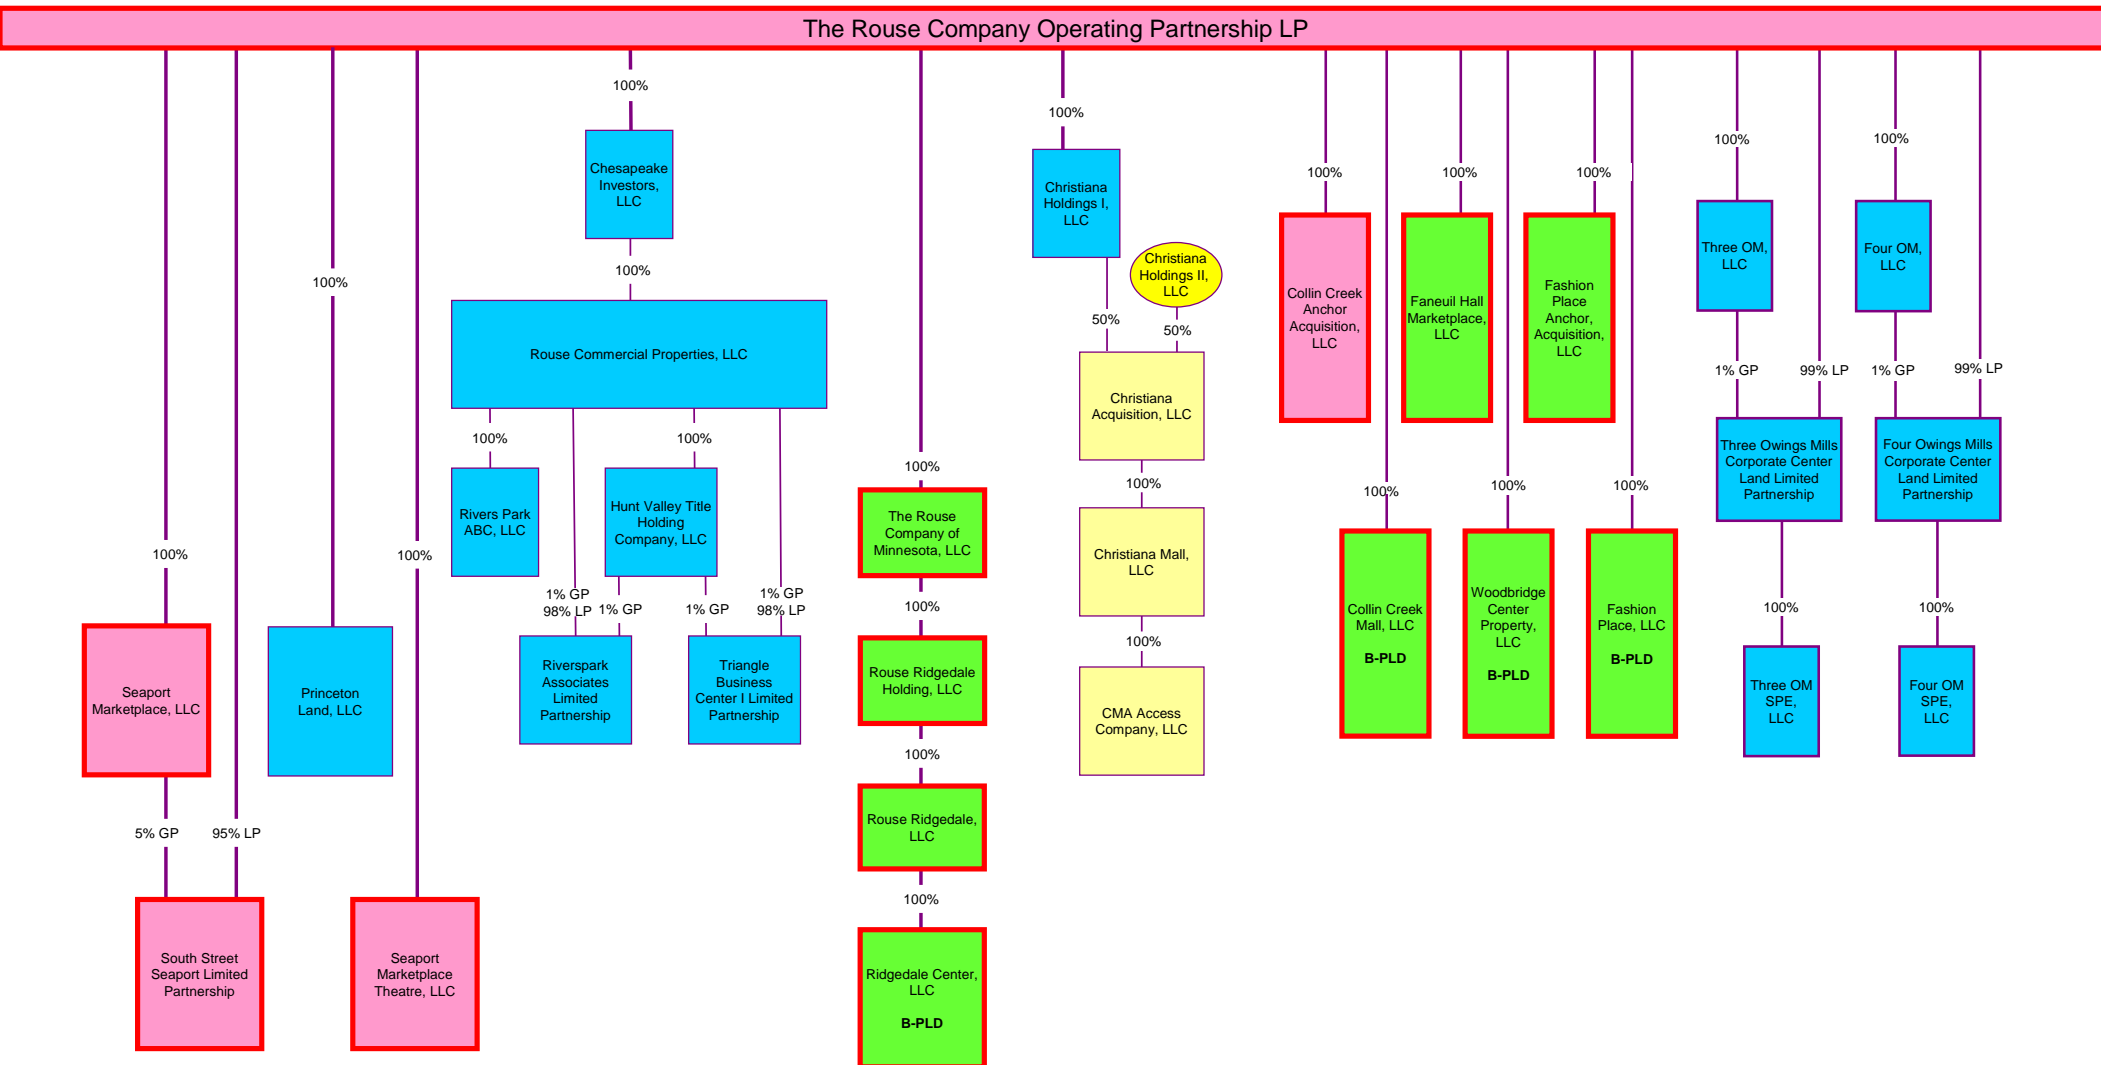 The Rouse Company Operating Partnership LP
100%
100%
100%
100%
Chesapeake
Investors,
LLC
100%
Rouse Commercial Properties, LLC
100%
100%
Rivers Park
ABC, LLC
Hunt Valley Title
Holding
Company, LLC
1% GP
98% LP
1% GP
1% GP
1% GP
98% LP
Riverspark
Associates
Limited
Partnership
Triangle
Business
Center I Limited
Partnership
Seaport
Marketplace, LLC
Princeton
Land, LLC
5% GP
95% LP
South Street
Seaport Limited
Partnership
Seaport
Marketplace
Theatre, LLC
100%
The Rouse
Company of
Minnesota, LLC
100%
Rouse Ridgedale
Holding, LLC
100%
Rouse Ridgedale,
LLC
100%
Ridgedale Center,
LLC
B-PLD
100%
Christiana
Holdings I,
LLC
Christiana
Holdings II,
LLC
50%
50%
Christiana
Acquisition, LLC
100%
Christiana Mall,
LLC
100%
CMA Access
Company, LLC
100%
100%
100%
Collin Creek
Anchor
Acquisition,
LLC
Faneuil Hall
Marketplace,
LLC
Fashion
Place
Anchor,
Acquisition,
LLC
100%
100%
100%
Collin Creek
Mall, LLC
B-PLD
Woodbridge
Center
Property,
LLC
B-PLD
Fashion
Place, LLC
B-PLD
100%
100%
Three OM,
LLC
Four OM,
LLC
1% GP
99% LP
1% GP
99% LP
Three Owings Mills
Corporate Center
Land Limited
Partnership
Four Owings Mills
Corporate Center
Land Limited
Partnership
100%
100%
Three OM
SPE,
LLC
Four OM
SPE,
LLC